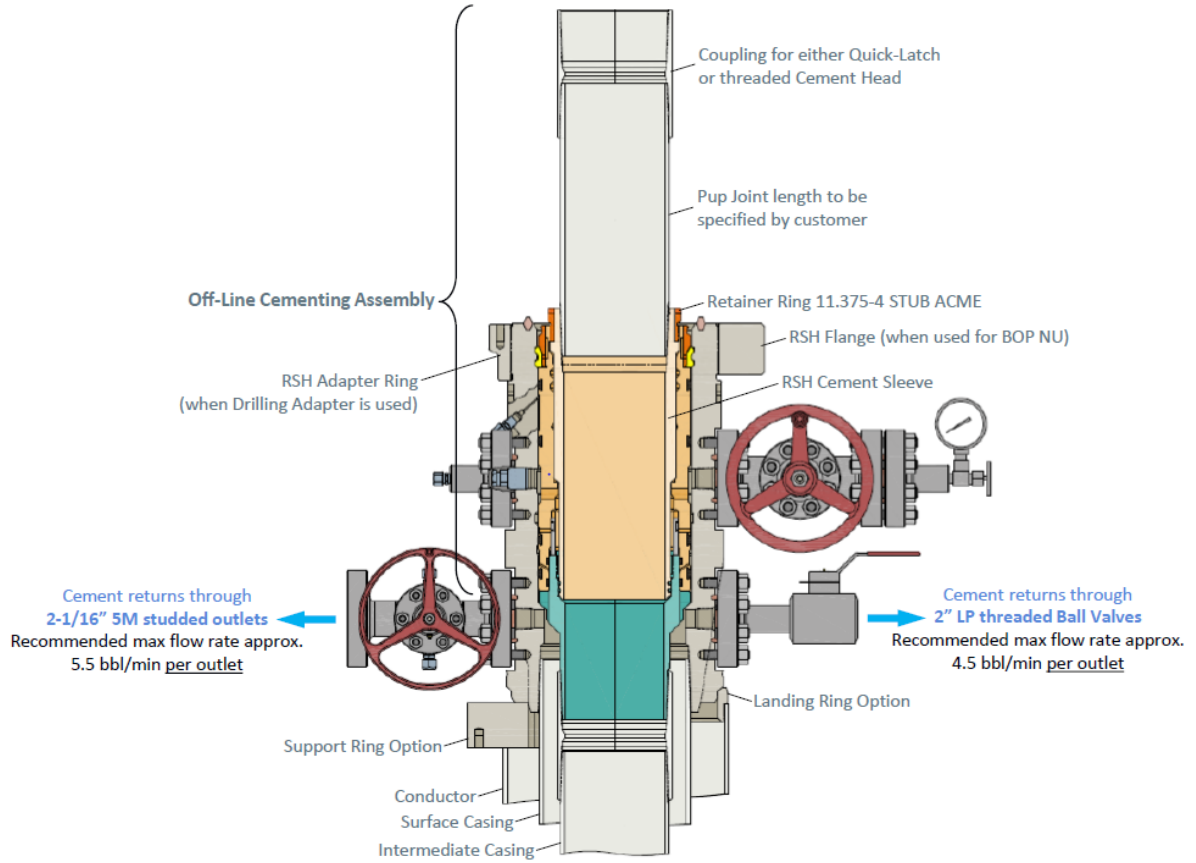 Coupling for either Quick-Latch
or threaded Cement Head
Pup Joint length to be
specified by customer
Off-Line Cementing Assembly
Retainer Ring 11.375-4 STUB ACME
RSH Flange (when used for BOP NU)
RSH Adapter Ring
(when Drilling Adapter is used)
RSH Cement Sleeve
Cement returns through
2-1/16” 5M studded outlets
Recommended max flow rate approx.
5.5 bbl/min per outlet
Cement returns through
2” LP threaded Ball Valves
Recommended max flow rate approx.
4.5 bbl/min per outlet
Landing Ring Option
Support Ring Option
Conductor
Surface Casing
Intermediate Casing